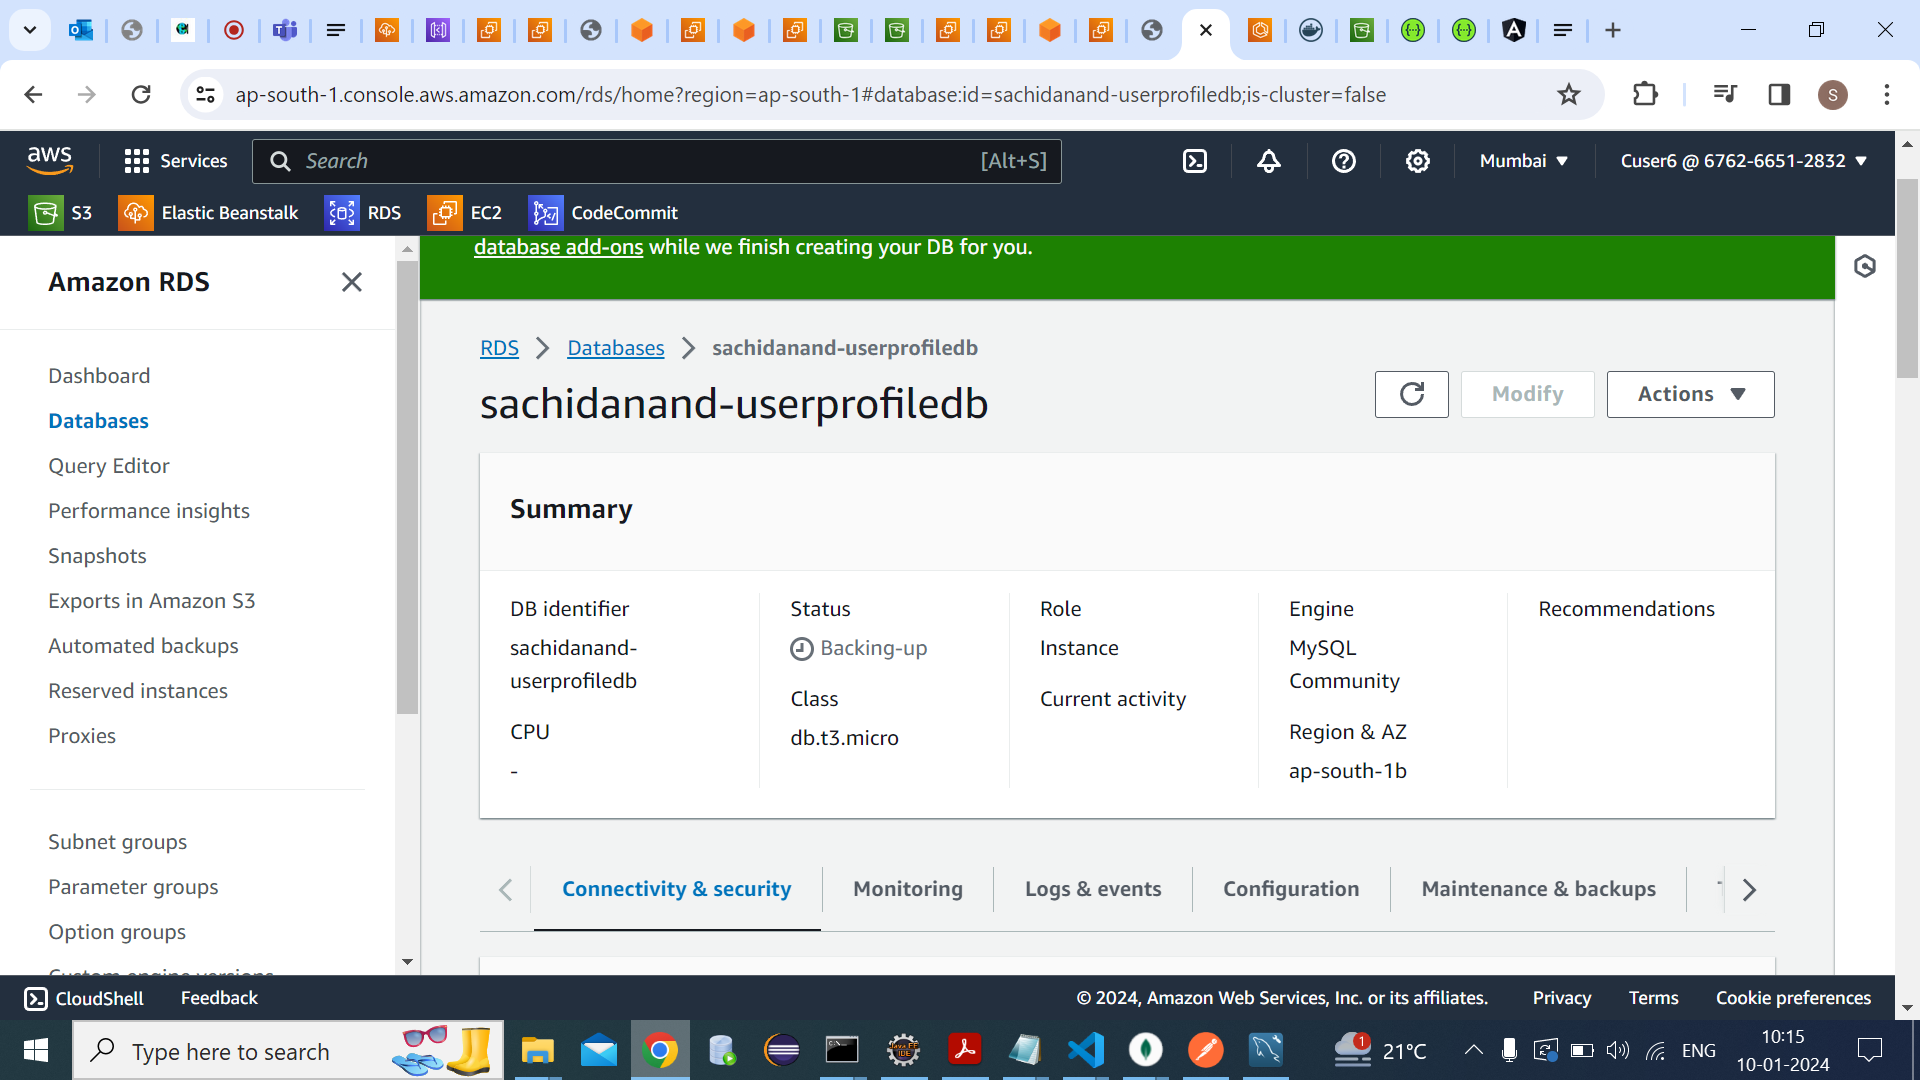 ap-south-1.console.aws.amazon.com/rds/home?region=ap-south-1#database:id=sachidanand-userprofiledb;is-cluster=false
S
aws
Services
Search
[Alt+S]
Mumbai
Cuser6 @ 6762-6651-2832
S3
Elastic Beanstalk
RDS
EC2
CodeCommit
Amazon RDS
Dashboard
Databases
Query Editor
Performance insights
Snapshots
Exports in Amazon S3
Automated backups
Reserved instances
Proxies
Subnet groups
Parameter groups
Option groups
Custom engine versions
database add-ons while we finish creating your DB for you.
RDS
Databases
sachidanand-userprofiledb
sachidanand-userprofiledb
Modify
Actions
Summary
DB identifier
sachidanand-
userprofiledb
CPU
-
Status
Backing-up
Class
db.t3.micro
Role
Instance
Current activity
Engine
MySQL
Community
Region & AZ
ap-south-1b
Recommendations
Connectivity & security
Monitoring
Logs & events
Configuration
Maintenance & backups
CloudShell
Feedback
© 2024, Amazon Web Services, Inc. or its affiliates.
Privacy
Terms
Cookie preferences
Type here to search
1
21°C
ENG
10:15
10-01-2024